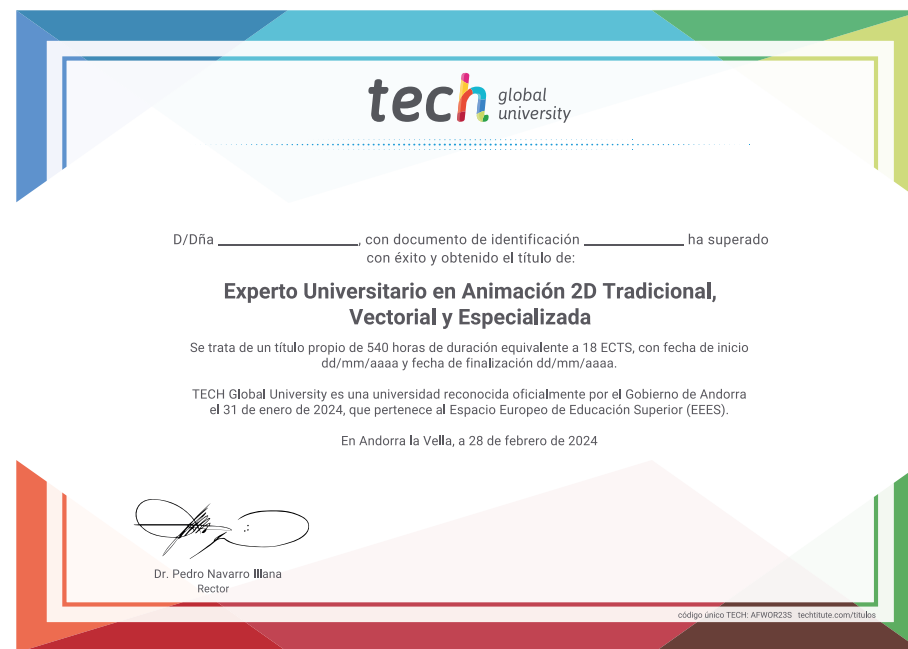 tech global university
D/Dña ________________, con documento de identificación ____________ ha superado
con éxito y obtenido el título de:
Experto Universitario en Animación 2D Tradicional,
Vectorial y Especializada
Se trata de un título propio de 540 horas de duración equivalente a 18 ECTS, con fecha de inicio
dd/mm/aaaa y fecha de finalización dd/mm/aaaa.
TECH Global University es una universidad reconocida oficialmente por el Gobierno de Andorra
el 31 de enero de 2024, que pertenece al Espacio Europeo de Educación Superior (EEES).
En Andorra la Vella, a 28 de febrero de 2024
Dr. Pedro Navarro Illana
Rector
código único TECH: AFWOR23S techtitute.com/titulos